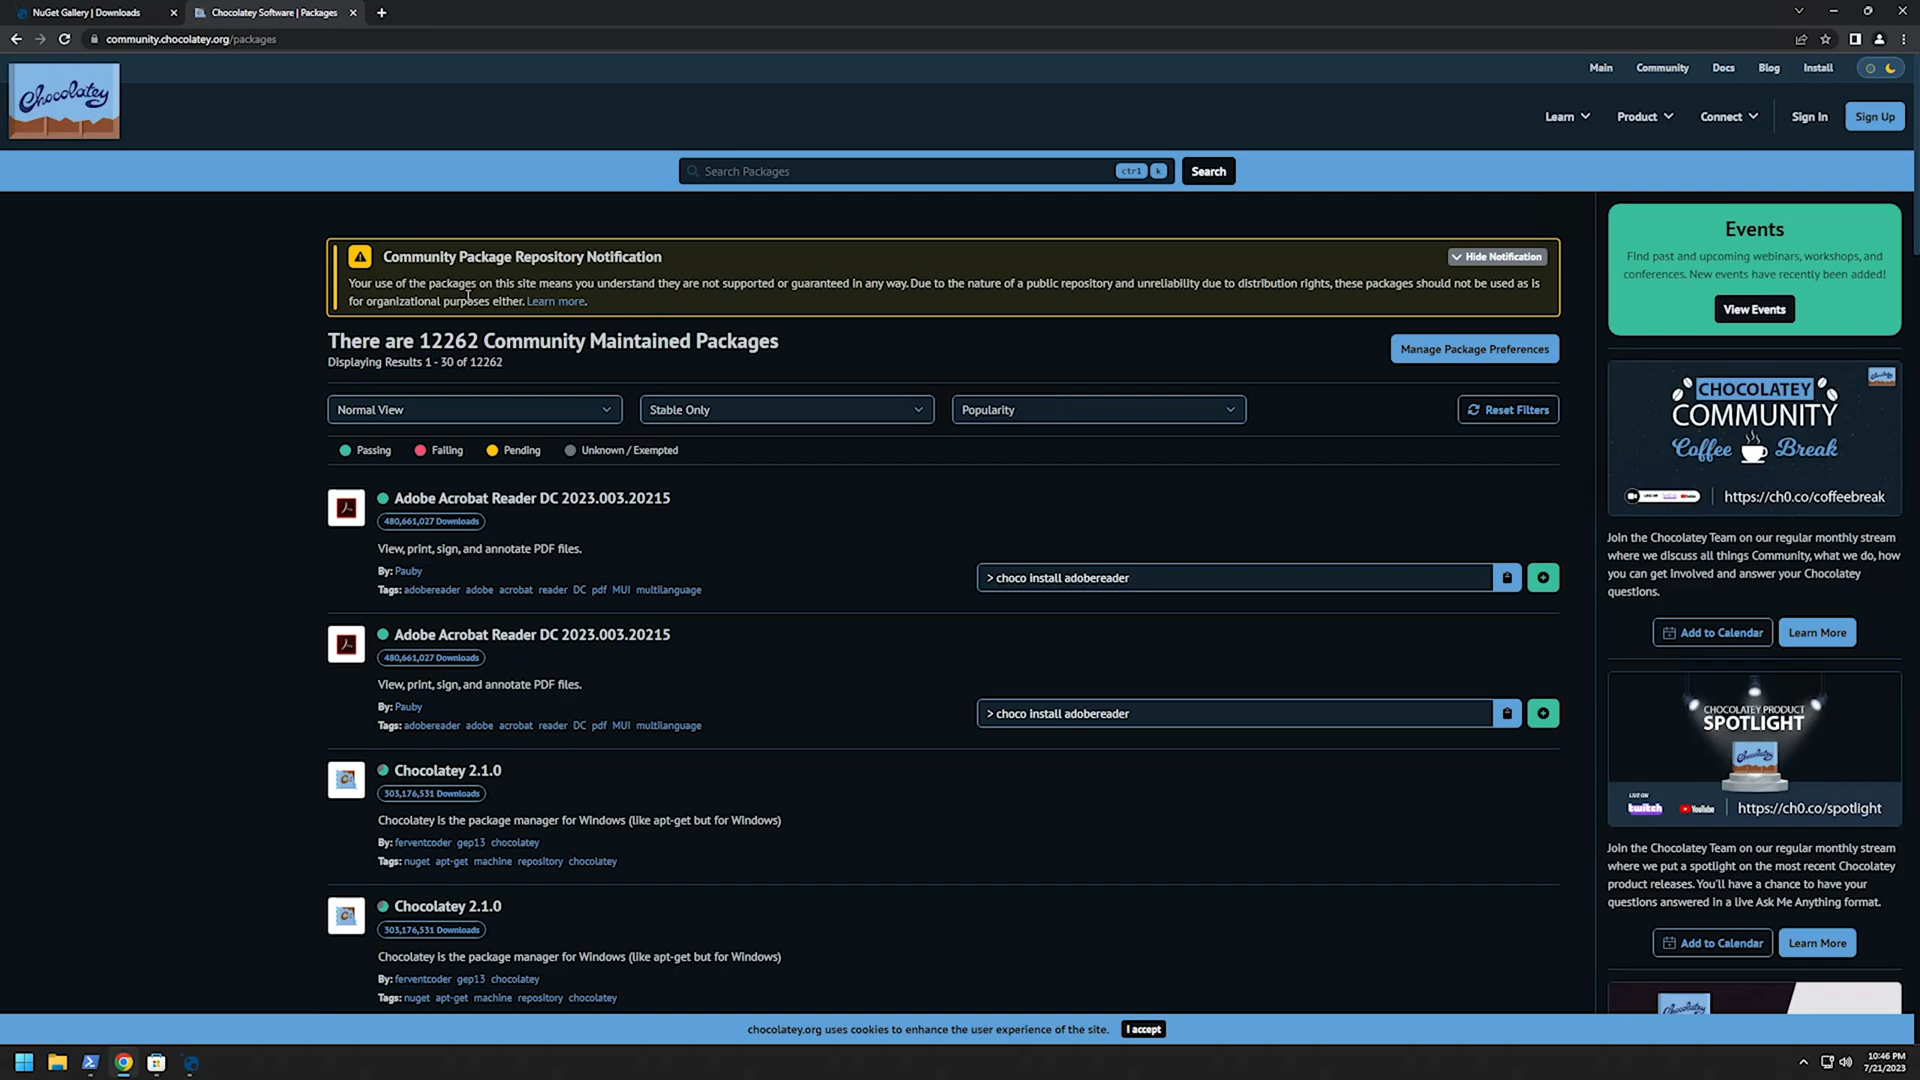 NuGet Gallery | Downloads
Chocolatey Software | Packages
community.chocolatey.org/packages
Main
Community
Docs
Blog
Install
Chocolatey
Learn
Product
Connect
Sign In
Sign Up
Search Packages
ctrl
k
Search
Community Package Repository Notification
Hide Notification
Your use of the packages on this site means you understand they are not supported or guaranteed in any way. Due to the nature of a public repository and unreliability due to distribution rights, these packages should not be used as is
for organizational purposes either. Learn more.
There are 12262 Community Maintained Packages
Displaying Results 1 - 30 of 12262
Manage Package Preferences
Normal View
Stable Only
Popularity
Reset Filters
Passing
Failing
Pending
Unknown / Exempted
Adobe Acrobat Reader DC 2023.003.20215
480,661,027 Downloads
View, print, sign, and annotate PDF files.
By: Pauby
Tags: adobereader adobe acrobat reader DC pdf MUI multilanguage
> choco install adobereader
Adobe Acrobat Reader DC 2023.003.20215
480,661,027 Downloads
View, print, sign, and annotate PDF files.
By: Pauby
Tags: adobereader adobe acrobat reader DC pdf MUI multilanguage
> choco install adobereader
Chocolatey 2.1.0
303,176,531 Downloads
Chocolatey is the package manager for Windows (like apt-get but for Windows)
By: ferventcoder gep13 chocolatey
Tags: nuget apt-get machine repository chocolatey
Chocolatey 2.1.0
303,176,531 Downloads
Chocolatey is the package manager for Windows (like apt-get but for Windows)
By: ferventcoder gep13 chocolatey
Tags: nuget apt-get machine repository chocolatey
Events
Find past and upcoming webinars, workshops, and
conferences. New events have recently been added!
View Events
CHOCOLATEY
COMMUNITY
Coffee Break
https://ch0.co/coffeebreak
Join the Chocolatey Team on our regular monthly stream
where we discuss all things Community, what we do, how
you can get involved and answer your Chocolatey
questions.
Add to Calendar
Learn More
CHOCOLATEY PRODUCT
SPOTLIGHT
Chocolatey
LIVE ON
twitch
YouTube
https://ch0.co/spotlight
Join the Chocolatey Team on our regular monthly stream
where we put a spotlight on the most recent Chocolatey
product releases. You'll have a chance to have your
questions answered in a live Ask Me Anything format.
Add to Calendar
Learn More
Chocolatey
chocolatey.org uses cookies to enhance the user experience of the site.
I accept
10:46 PM
7/21/2023